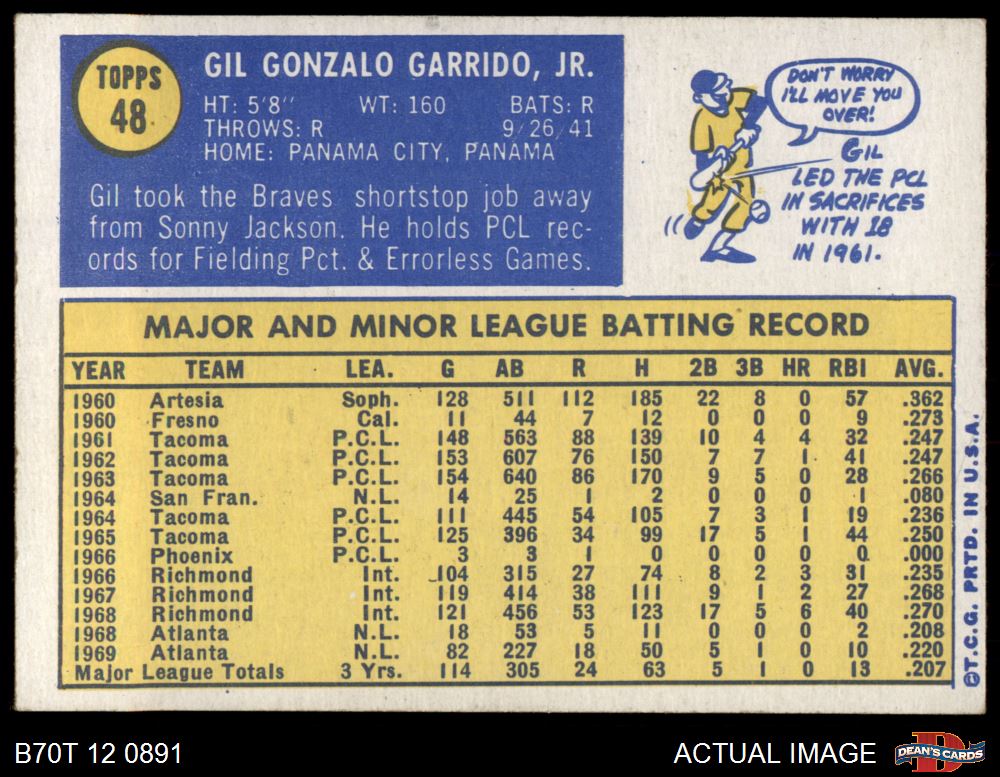 TOPPS
48
GIL GONZALO GARRIDO, JR.
HT: 5'8" WT: 160 BATS: R
THROWS: R 9/26/41
HOME: PANAMA CITY, PANAMA
Gil took the Braves shortstop job away
from Sonny Jackson. He holds PCL rec-
ords for Fielding Pct. & Errorless Games.
DON'T WORRY
I'LL MOVE YOU
OVER!
GIL
LED THE PCL
IN SACRIFICES
WITH 18
IN 1961.
MAJOR AND MINOR LEAGUE BATTING RECORD
YEAR TEAM LEA. G AB R H 2B 3B HR RBI AVG.
1960 Artesia Soph. 128 511 112 185 22 8 0 57 .362
1960 Fresno Cal. 11 44 7 12 0 0 0 9 .273
1961 Tacoma P.C.L. 148 563 88 139 10 4 4 32 .247
1962 Tacoma P.C.L. 153 607 76 150 7 7 1 41 .247
1963 Tacoma P.C.L. 154 640 86 170 9 5 0 28 .266
1964 San Fran. N.L. 14 25 1 2 0 0 0 1 .080
1964 Tacoma P.C.L. 111 445 54 105 7 3 1 19 .236
1965 Tacoma P.C.L. 125 396 34 99 17 5 1 44 .250
1966 Phoenix P.C.L. 3 3 1 0 0 0 0 0 .000
1966 Richmond Int. 104 315 27 74 8 2 3 31 .235
1967 Richmond Int. 119 414 38 111 9 1 2 27 .268
1968 Richmond Int. 121 456 53 123 17 5 6 40 .270
1968 Atlanta N.L. 18 53 5 11 0 0 0 2 .208
1969 Atlanta N.L. 82 227 18 50 5 1 0 10 .220
Major League Totals 3 Yrs. 114 305 24 63 5 1 0 13 .207
©T.C.G. PRTD. IN U.S.A.
B70T 12 0891
ACTUAL IMAGE
D
DEAN'S CARDS